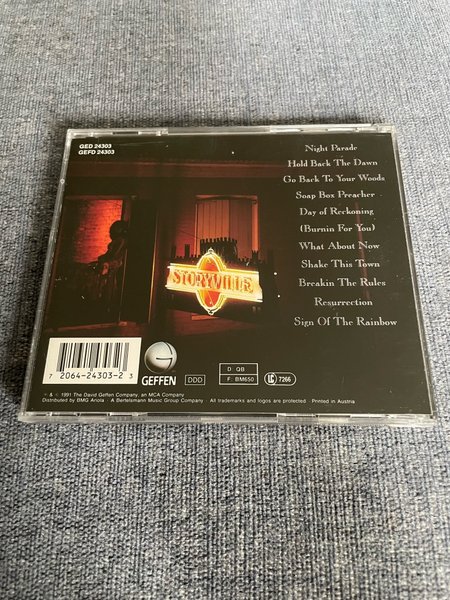 GED 24303
GEFD 24303
Night Parade
Hold Back The Dawn
Go Back To Your Woods
Soap Box Preacher
Day of Reckoning
(Burnin For You)
What About Now
Shake This Town
Breakin The Rules
Resurrection
Sign Of The Rainbow
STORYVILLE
7 2064-24303-2 3
GEFFEN
DDD
D : QB
F : BM650
LC 7266
1991 The David Geffen Company, an MCA Company
Distributed by BMG Ariola · A Bertelsmann Music Group Company · All trademarks and logos are protected · Printed in Austria